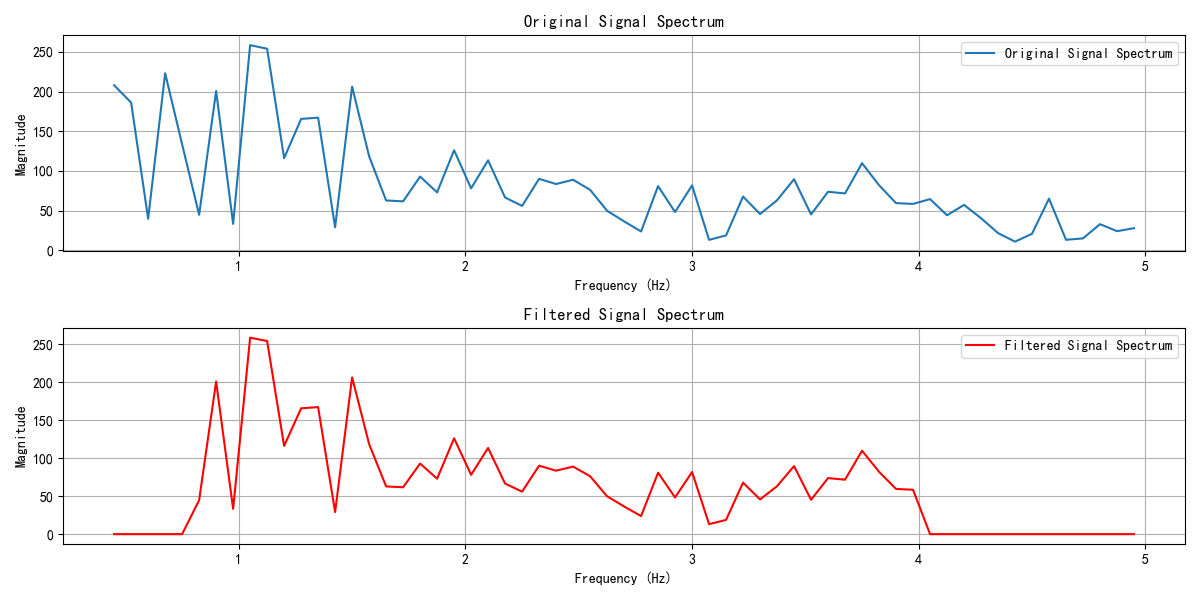 Original Signal Spectrum
Original Signal Spectrum
Magnitude
250
200
150
100
50
0
1 2 3 4 5
Frequency (Hz)
Filtered Signal Spectrum
Filtered Signal Spectrum
Magnitude
250
200
150
100
50
0
1 2 3 4 5
Frequency (Hz)